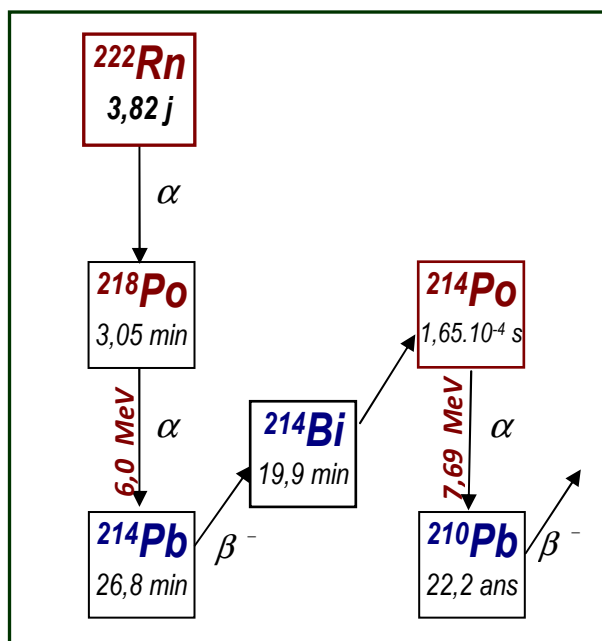 ²²²Rn
3,82 j
α
²¹⁸Po
3,05 min
²¹⁴Po
1,65.10⁻⁴ s
6,0 MeV
α
²¹⁴Bi
19,9 min
7,69 MeV
α
²¹⁴Pb
26,8 min
β⁻
²¹⁰Pb
22,2 ans
β⁻